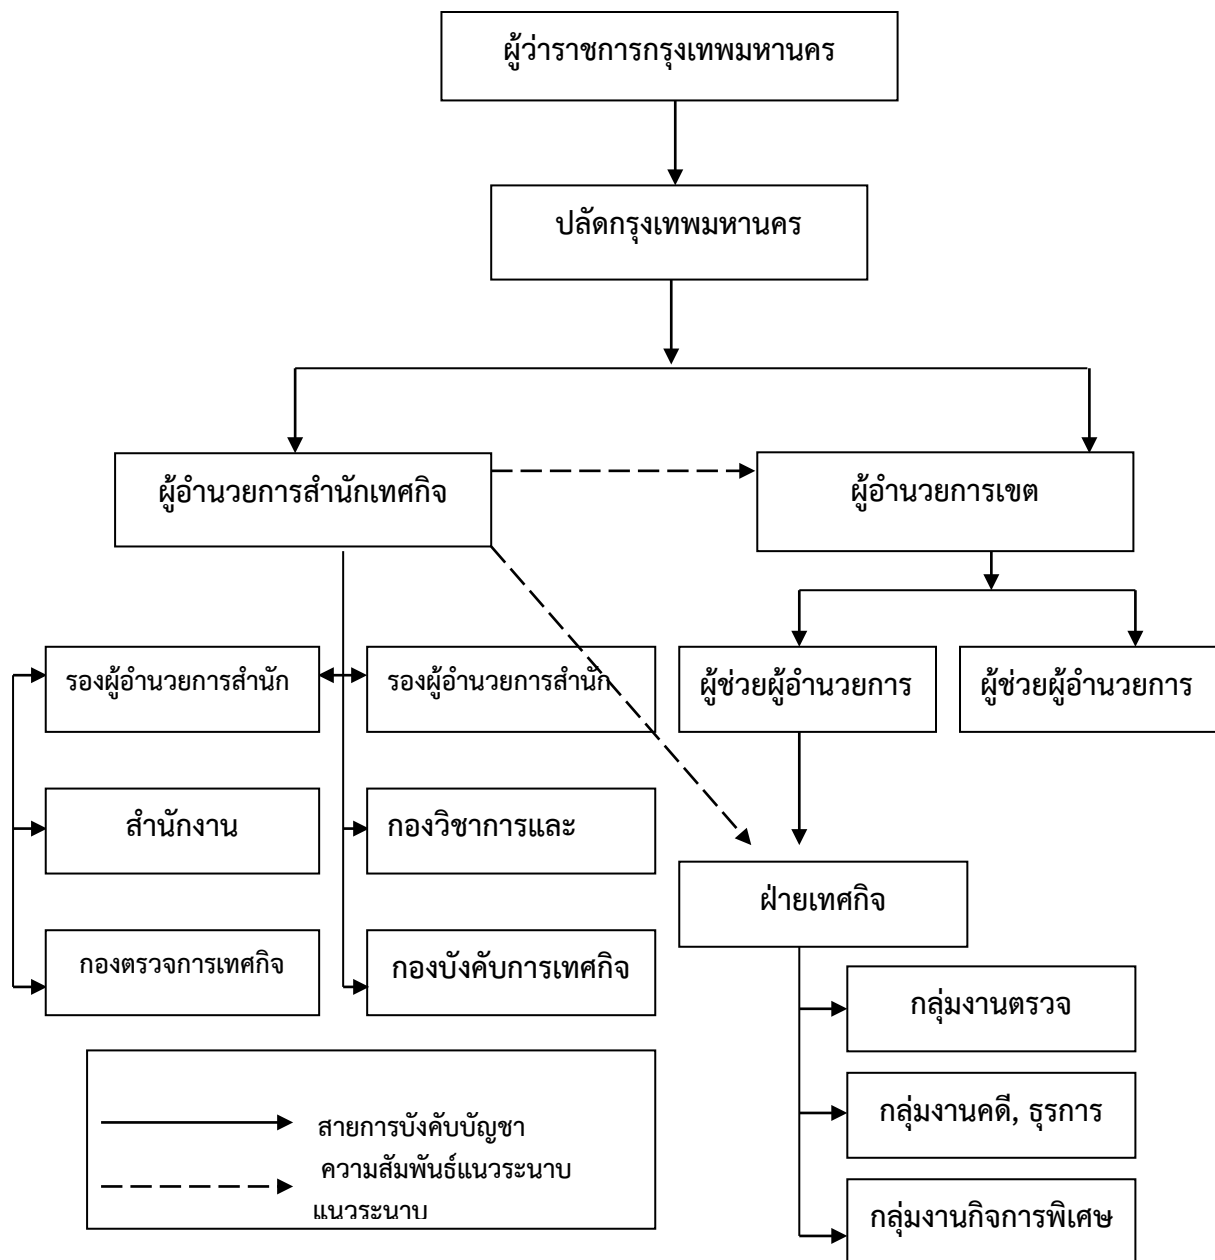 ผู้ว่าราชการกรุงเทพมหานคร
ปลัดกรุงเทพมหานคร
ผู้อำนวยการสำนักเทศกิจ
ผู้อำนวยการเขต
รองผู้อำนวยการสำนัก
รองผู้อำนวยการสำนัก
ผู้ช่วยผู้อำนวยการ
ผู้ช่วยผู้อำนวยการ
สำนักงาน
กองวิชาการและ
ฝ่ายเทศกิจ
กองตรวจการเทศกิจ
กองบังคับการเทศกิจ
กลุ่มงานตรวจ
กลุ่มงานคดี, ธุรการ
กลุ่มงานกิจการพิเศษ
สายการบังคับบัญชา
ความสัมพันธ์แนวระนาบ
แนวระนาบ